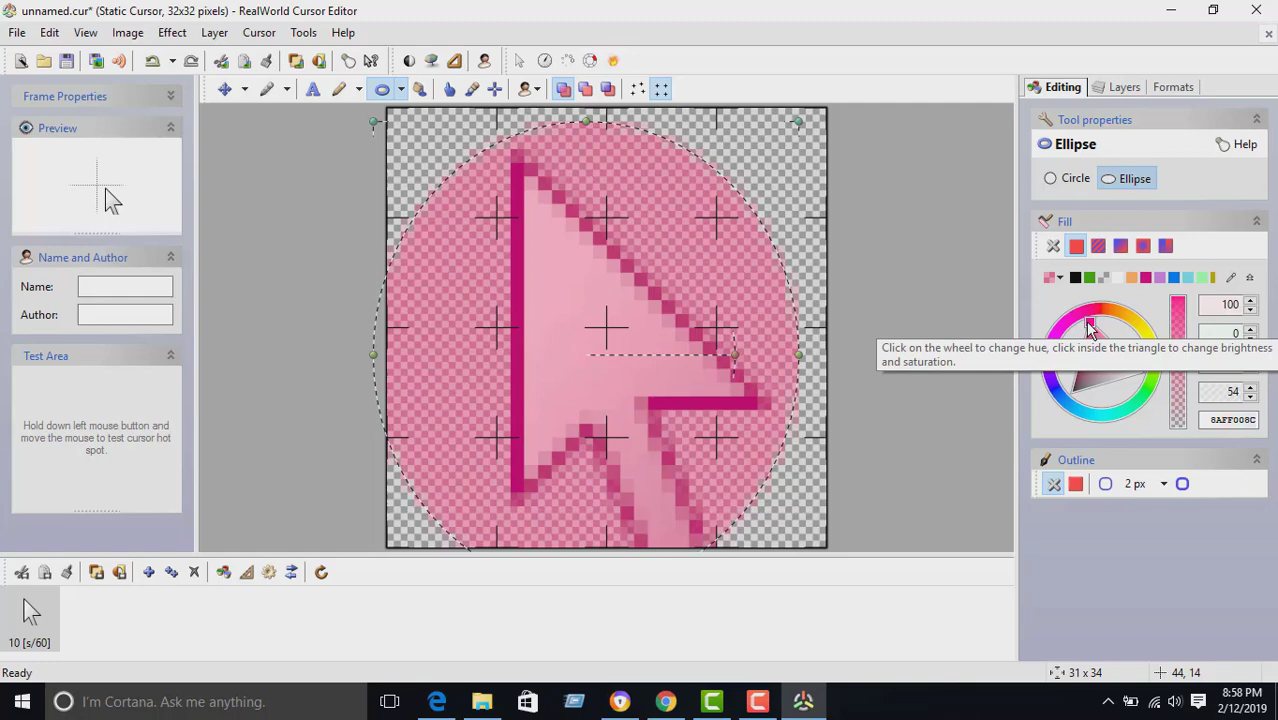 unnamed.cur* (Static Cursor, 32x32 pixels) - RealWorld Cursor Editor
File Edit View Image Effect Layer Cursor Tools Help
Frame Properties
Preview
Name and Author
Name:
Author:
Test Area
Hold down left mouse button and
move the mouse to test cursor hot
spot.
Editing Layers Formats
Tool properties
Ellipse Help
Circle Ellipse
Fill
100
0
Click on the wheel to change hue, click inside the triangle to change brightness
and saturation.
54
8AFF008C
Outline
2 px
10 [s/60]
Ready
31 x 34
44, 14
I'm Cortana. Ask me anything.
8:58 PM
2/12/2019